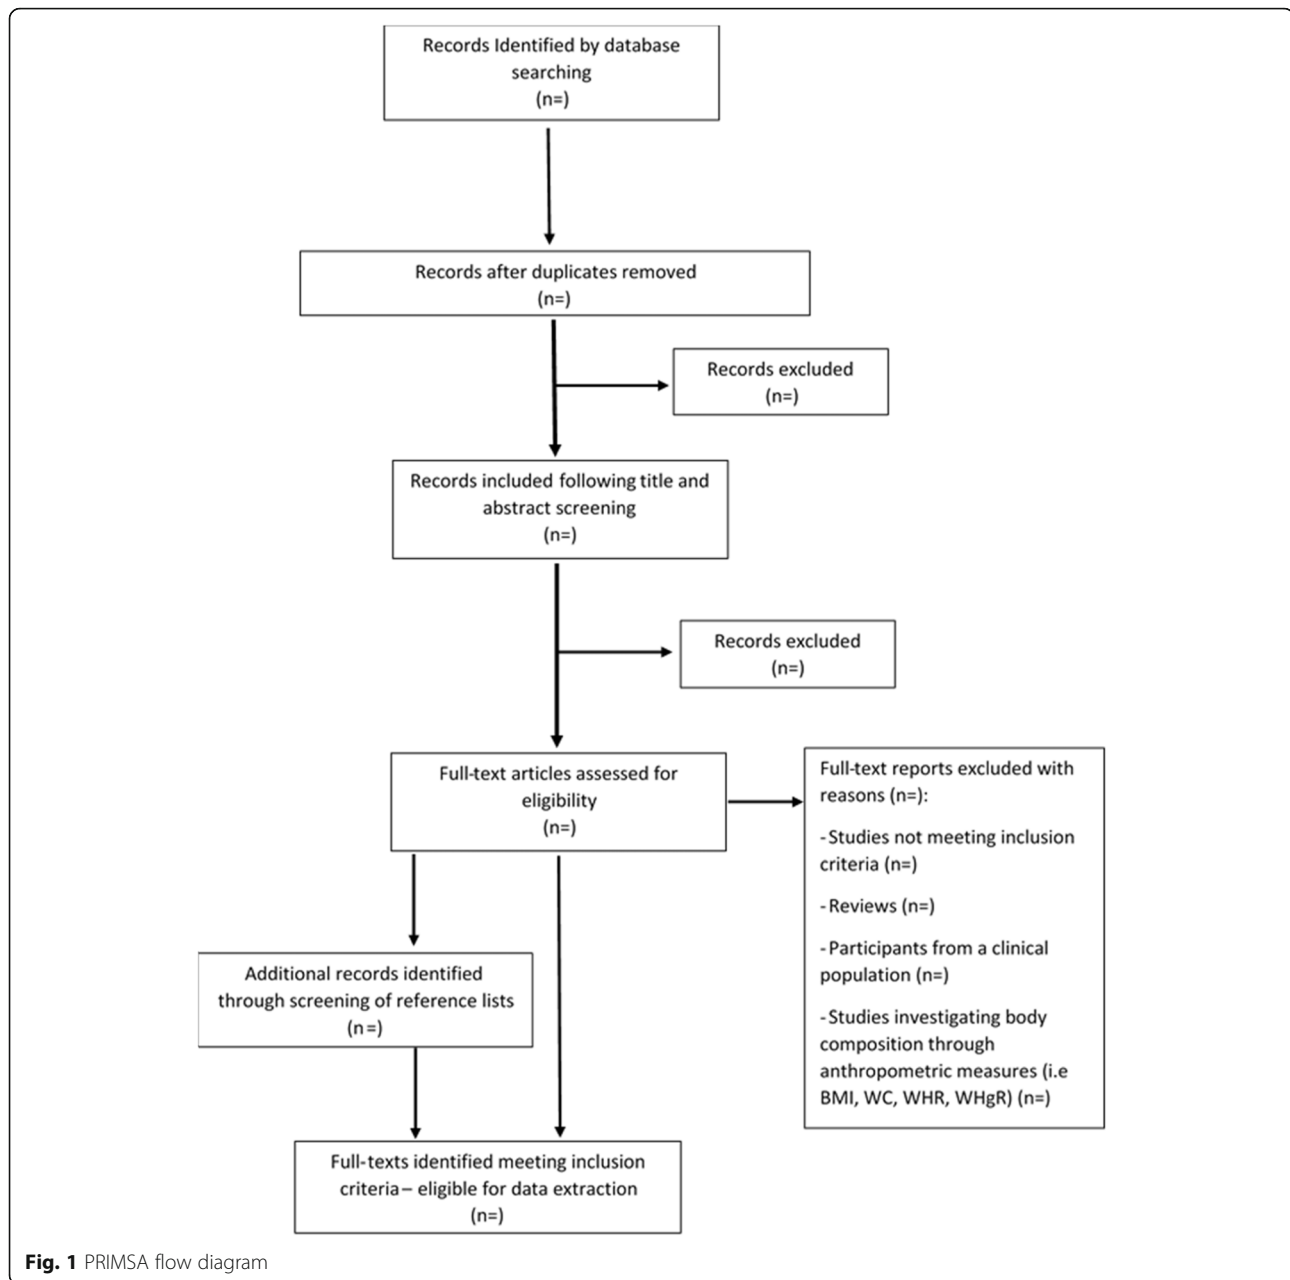 Records Identified by database
searching
(n=)
Records after duplicates removed
(n=)
Records excluded
(n=)
Records included following title and
abstract screening
(n=)
Records excluded
(n=)
Full-text articles assessed for
eligibility
(n=)
Full-text reports excluded with
reasons (n=):
-Studies not meeting inclusion
criteria (n=)
-Reviews (n=)
-Participants from a clinical
population (n=)
-Studies investigating body
composition through
anthropometric measures (i.e
BMI, WC, WHR, WHgR) (n=)
Additional records identified
through screening of reference lists
(n=)
Full-texts identified meeting inclusion
criteria – eligible for data extraction
(n=)
Fig. 1 PRIMSA flow diagram